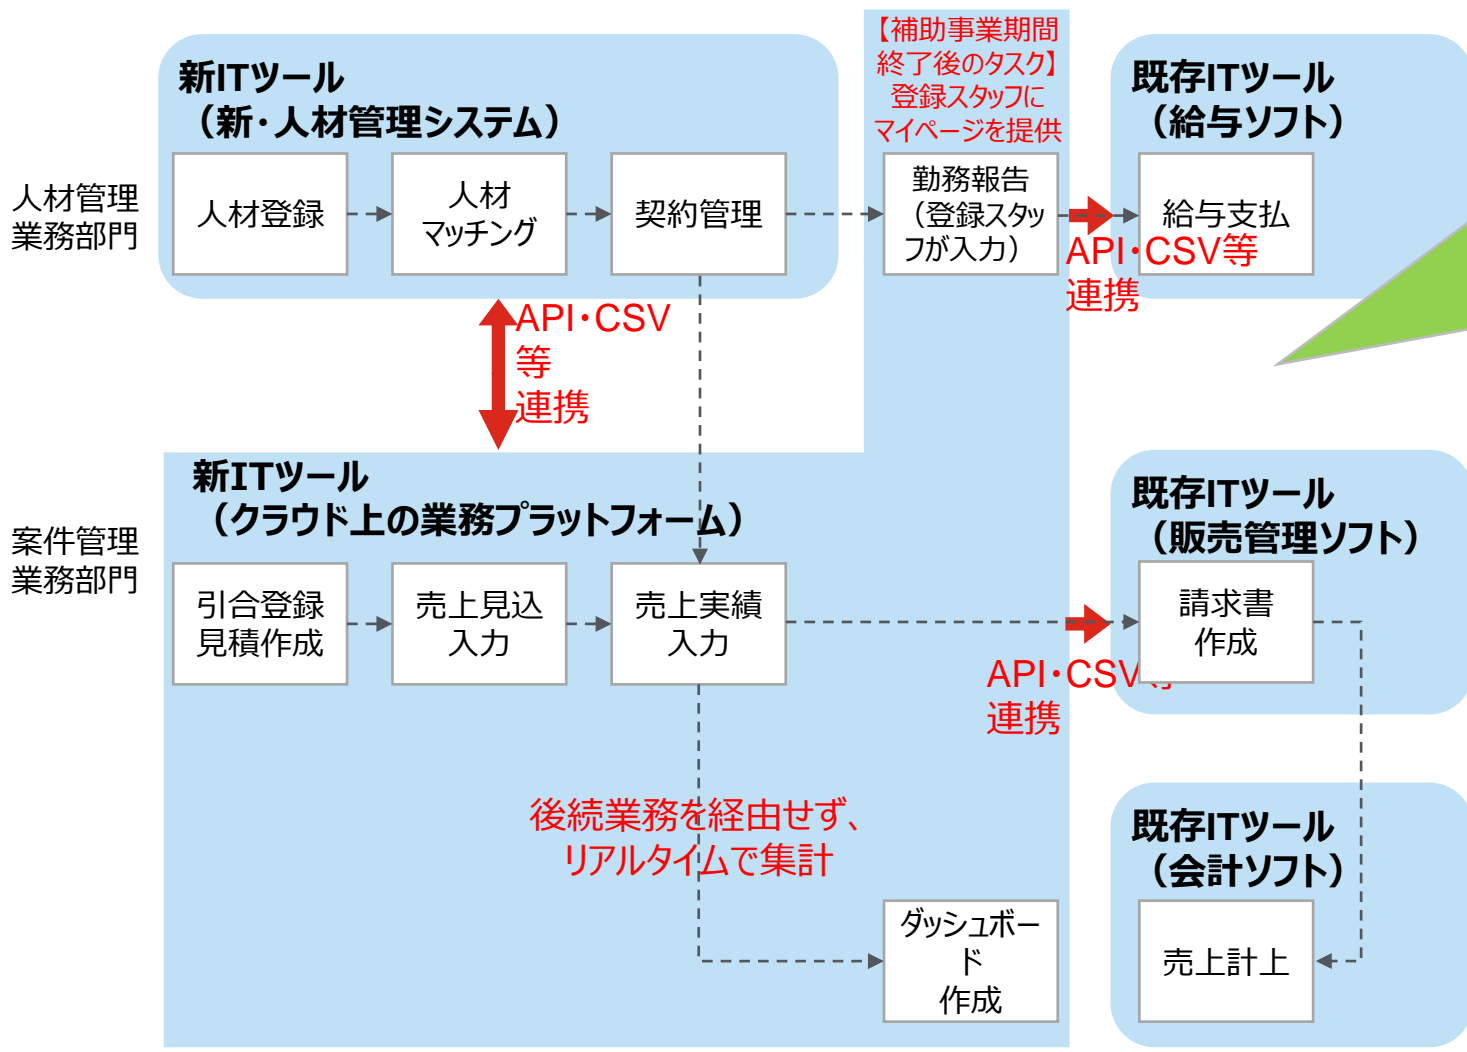 【補助事業期間
終了後のタスク】
登録スタッフに
マイページを提供
新ITツール
（新・人材管理システム）
既存ITツール
（給与ソフト）
人材管理
業務部門
人材登録
人材
マッチング
契約管理
勤務報告
（登録スタッ
フが入力）
給与支払
API・CSV等
連携
API・CSV
等
連携
新ITツール
（クラウド上の業務プラットフォーム）
既存ITツール
（販売管理ソフト）
案件管理
業務部門
引合登録
見積作成
売上見込
入力
売上実績
入力
請求書
作成
API・CSV等
連携
後続業務を経由せず、
リアルタイムで集計
既存ITツール
（会計ソフト）
ダッシュボー
ド
作成
売上計上